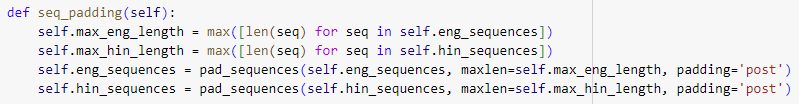 def seq_padding(self):
    self.max_eng_length = max([len(seq) for seq in self.eng_sequences])
    self.max_hin_length = max([len(seq) for seq in self.hin_sequences])
    self.eng_sequences = pad_sequences(self.eng_sequences, maxlen=self.max_eng_length, padding='post')
    self.hin_sequences = pad_sequences(self.hin_sequences, maxlen=self.max_hin_length, padding='post')